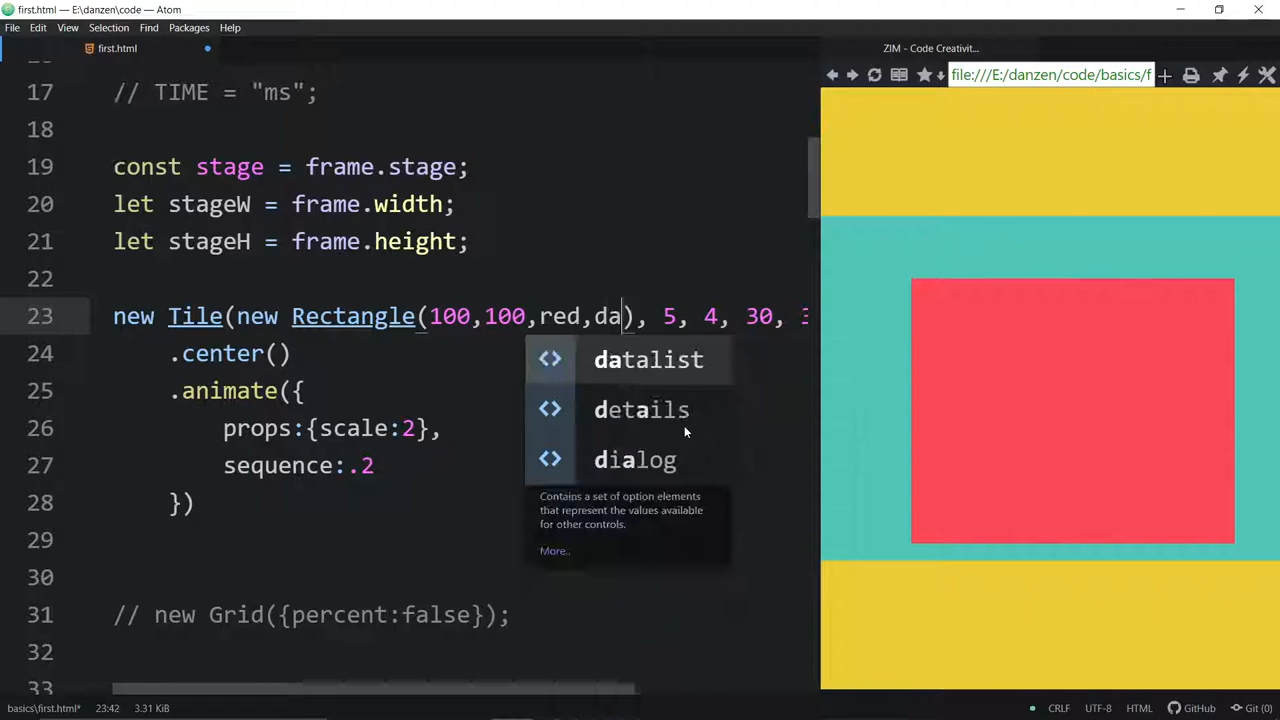 first.html — E:\danzen\code — Atom
File Edit View Selection Find Packages Help
first.html
ZIM - Code Creativit...
file:///E:/danzen/code/basics/f
17 // TIME = "ms";
18
19 const stage = frame.stage;
20 let stageW = frame.width;
21 let stageH = frame.height;
22
23 new Tile(new Rectangle(100,100,red,da), 5, 4, 30,
24 .center()
25 .animate({
26 props:{scale:2},
27 sequence:.2
28 })
29
30
31 // new Grid({percent:false});
32
33
datalist
details
dialog
Contains a set of option elements
that represent the values available
for other controls.
More..
basics\first.html* 23:42 3.31 KiB
CRLF UTF-8 HTML GitHub Git (0)